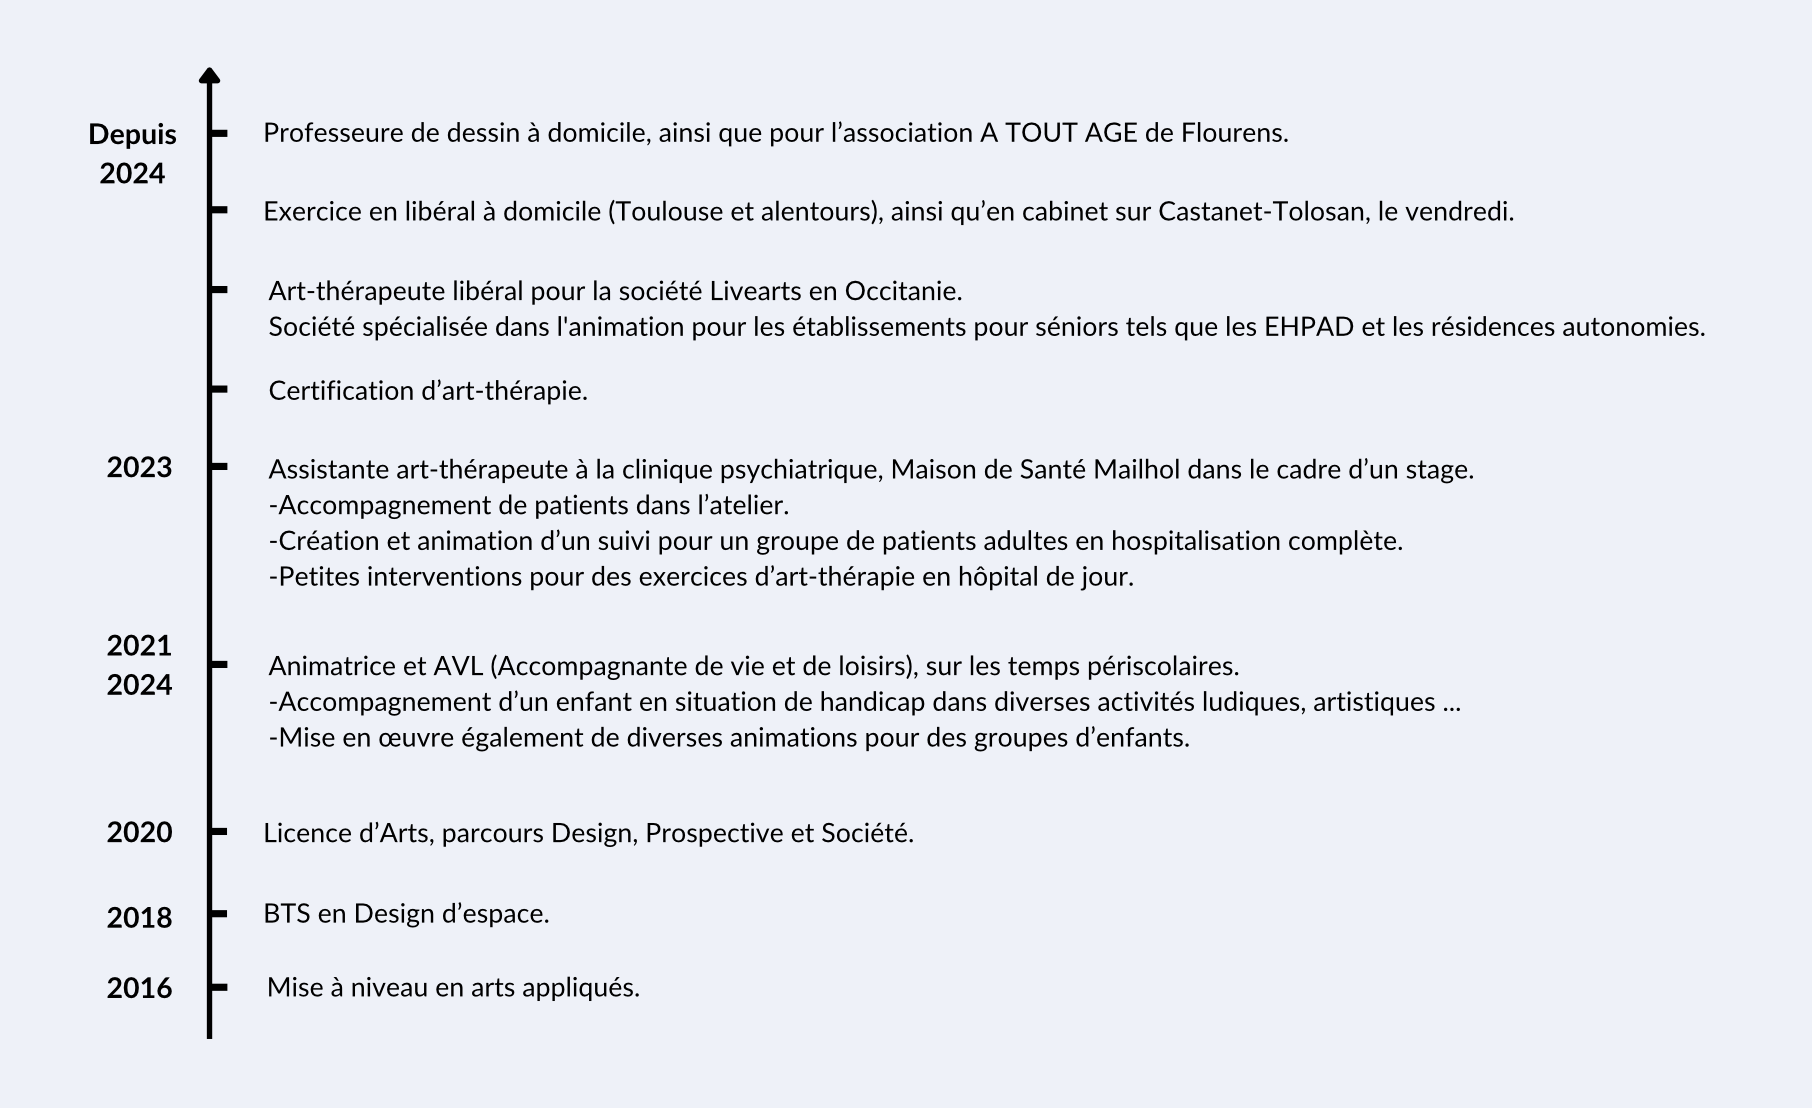 Depuis
2024
Professeure de dessin à domicile, ainsi que pour l’association A TOUT AGE de Flourens.
Exercice en libéral à domicile (Toulouse et alentours), ainsi qu’en cabinet sur Castanet-Tolosan, le vendredi.
Art-thérapeute libéral pour la société Livearts en Occitanie.
Société spécialisée dans l'animation pour les établissements pour séniors tels que les EHPAD et les résidences autonomies.
Certification d’art-thérapie.
2023
Assistante art-thérapeute à la clinique psychiatrique, Maison de Santé Mailhol dans le cadre d’un stage.
-Accompagnement de patients dans l’atelier.
-Création et animation d’un suivi pour un groupe de patients adultes en hospitalisation complète.
-Petites interventions pour des exercices d’art-thérapie en hôpital de jour.
2021
2024
Animatrice et AVL (Accompagnante de vie et de loisirs), sur les temps périscolaires.
-Accompagnement d’un enfant en situation de handicap dans diverses activités ludiques, artistiques ...
-Mise en œuvre également de diverses animations pour des groupes d’enfants.
2020
Licence d’Arts, parcours Design, Prospective et Société.
2018
BTS en Design d’espace.
2016
Mise à niveau en arts appliqués.